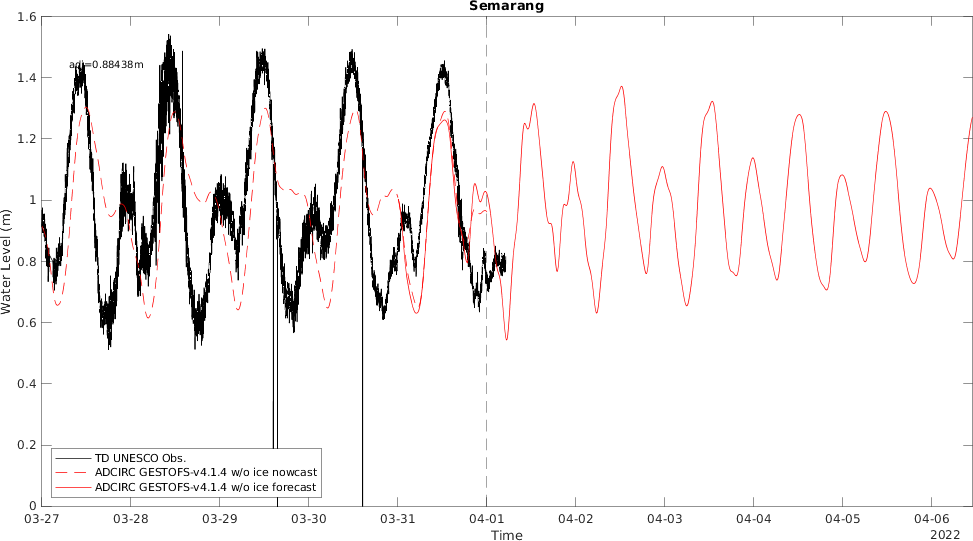 Semarang
1.6
1.4
1.2
1
0.8
0.6
0.4
0.2
0
Water Level (m)
adj=0.88438m
TD UNESCO Obs.
ADCIRC GESTOFS-v4.1.4 w/o ice nowcast
ADCIRC GESTOFS-v4.1.4 w/o ice forecast
03-27 03-28 03-29 03-30 03-31 04-01 04-02 04-03 04-04 04-05 04-06
Time
2022